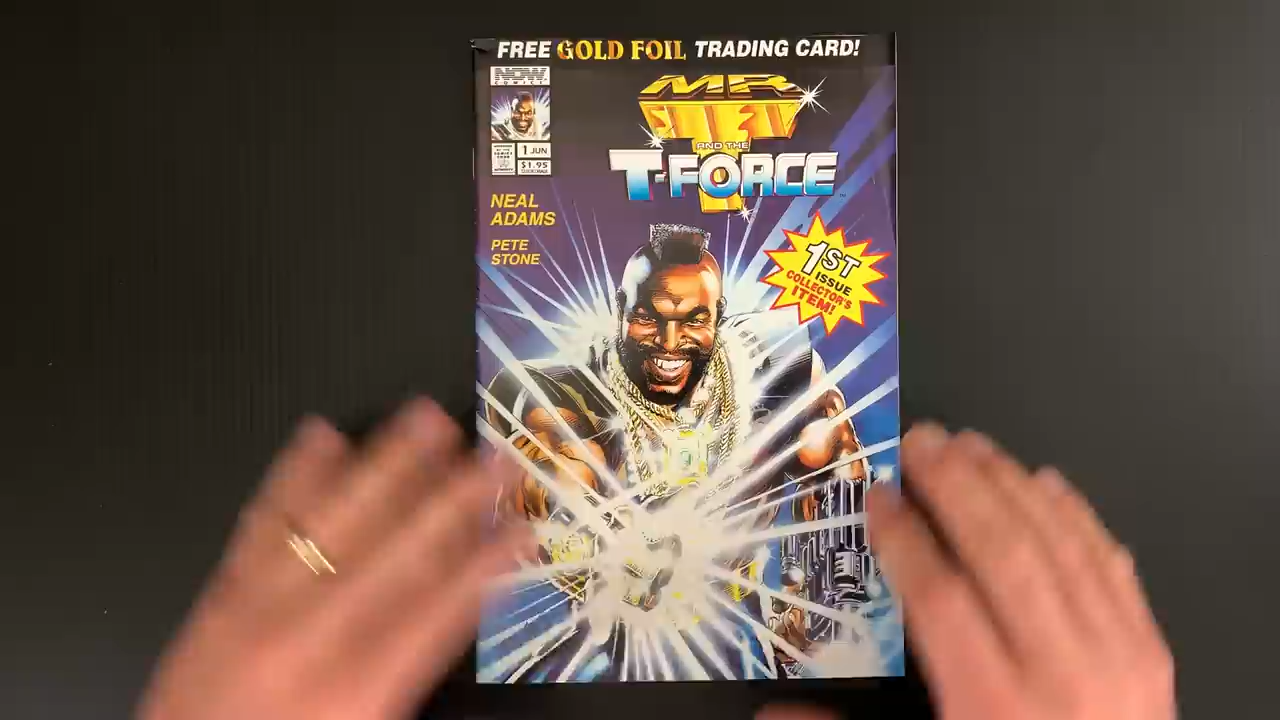 FREE GOLD FOIL TRADING CARD!
NOW
COMICS
MR
T
AND THE
T-FORCE
1 JUN
$1.95
NEAL
ADAMS
PETE
STONE
1ST
ISSUE
COLLECTOR'S
ITEM!